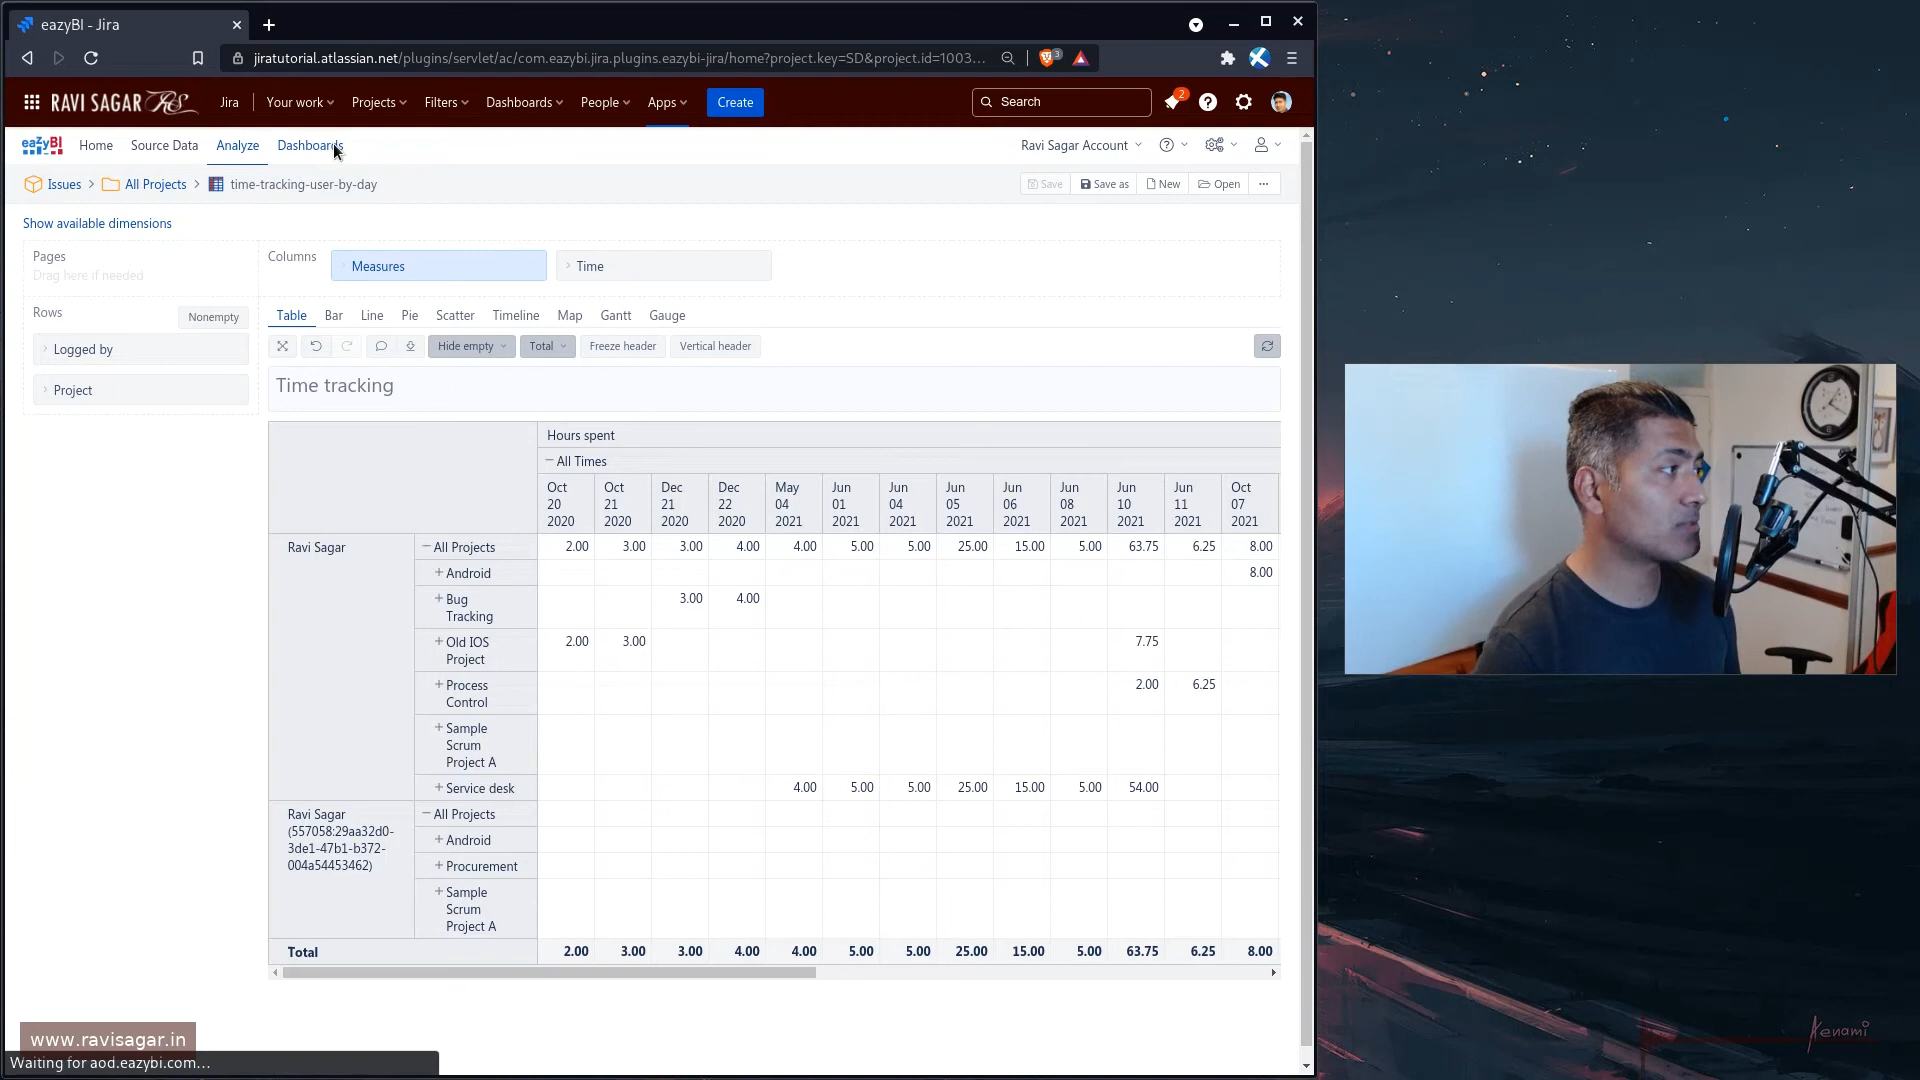 eazyBI - Jira
jiratutorial.atlassian.net/plugins/servlet/ac/com.eazybi.jira.plugins.eazybi-jira/home?project.key=SD&project.id=1003...
3
RAVI SAGAR RS
Jira
Your work
Projects
Filters
Dashboards
People
Apps
Create
Search
2
eazyBI
Home
Source Data
Analyze
Dashboards
Ravi Sagar Account
Issues
All Projects
time-tracking-user-by-day
Save
Save as
New
Open
Show available dimensions
Pages
Drag here if needed
Columns
Measures
Time
Rows
Nonempty
Logged by
Project
Table Bar Line Pie Scatter Timeline Map Gantt Gauge
Hide empty
Total
Freeze header
Vertical header
Time tracking
Hours spent
All Times
Oct Oct Dec Dec May Jun Jun Jun Jun Jun Jun Jun Oct
20 21 21 22 04 01 04 05 06 08 10 11 07
2020 2020 2020 2020 2021 2021 2021 2021 2021 2021 2021 2021 2021
Ravi Sagar All Projects 2.00 3.00 3.00 4.00 4.00 5.00 5.00 25.00 15.00 5.00 63.75 6.25 8.00
Android 8.00
Bug 3.00 4.00
Tracking
Old IOS 2.00 3.00 7.75
Project
Process 2.00 6.25
Control
Sample
Scrum
Project A
Service desk 4.00 5.00 5.00 25.00 15.00 5.00 54.00
Ravi Sagar All Projects
(557058:29aa32d0-
3de1-47b1-b372-
004a54453462)
Android
Procurement
Sample
Scrum
Project A
Total 2.00 3.00 3.00 4.00 4.00 5.00 5.00 25.00 15.00 5.00 63.75 6.25 8.00
www.ravisagar.in
Waiting for aod.eazybi.com...
Kenami